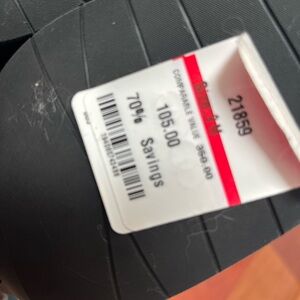 21859
COMPARABLE VALUE 350.00
105.00
70% Savings